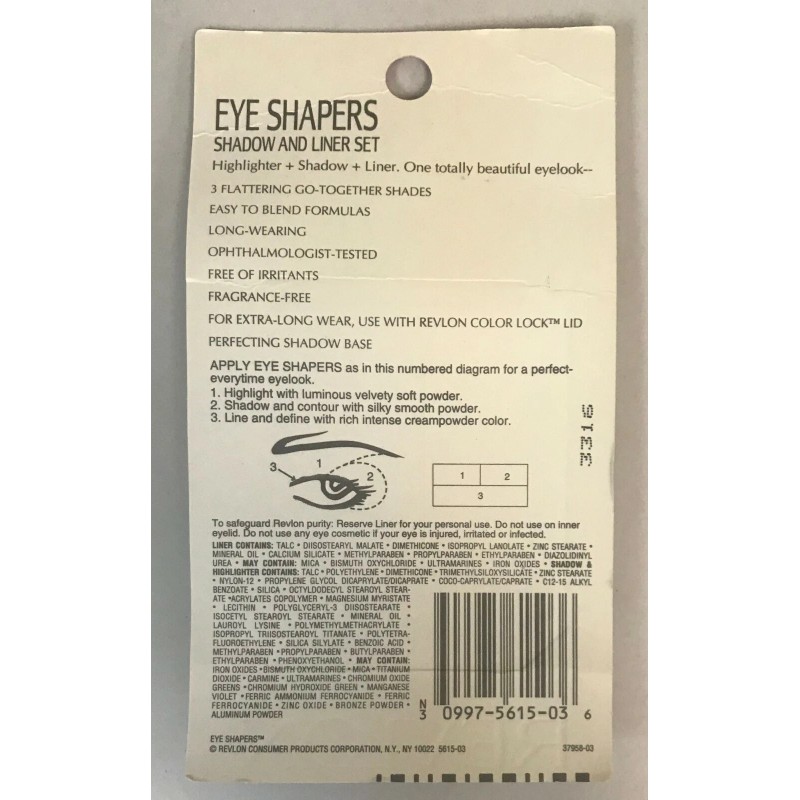 EYE SHAPERS
SHADOW AND LINER SET
Highlighter + Shadow + Liner. One totally beautiful eyelook--
3 FLATTERING GO-TOGETHER SHADES
EASY TO BLEND FORMULAS
LONG-WEARING
OPHTHALMOLOGIST-TESTED
FREE OF IRRITANTS
FRAGRANCE-FREE
FOR EXTRA-LONG WEAR, USE WITH REVLON COLOR LOCK™ LID
PERFECTING SHADOW BASE
APPLY EYE SHAPERS as in this numbered diagram for a perfect-
everytime eyelook.
1. Highlight with luminous velvety soft powder.
2. Shadow and contour with silky smooth powder.
3. Line and define with rich intense creampowder color.
3316
3 1 2
1 2
3
To safeguard Revlon purity: Reserve Liner for your personal use. Do not use on inner
eyelid. Do not use any eye cosmetic if your eye is injured, irritated or infected.
LINER CONTAINS: TALC • DIISOSTEARYL MALATE • DIMETHICONE • ISOPROPYL LANOLATE • ZINC STEARATE •
MINERAL OIL • CALCIUM SILICATE • METHYLPARABEN • PROPYLPARABEN • ETHYLPARABEN • DIAZOLIDINYL
UREA • MAY CONTAIN: MICA • BISMUTH OXYCHLORIDE • ULTRAMARINES • IRON OXIDES • SHADOW &
HIGHLIGHTER CONTAINS: TALC • POLYETHYLENE • DIMETHICONE • TRIMETHYLSILOXYSILICATE • ZINC STEARATE
• NYLON-12 • PROPYLENE GLYCOL DICAPRYLATE/DICAPRATE • COCO-CAPRYLATE/CAPRATE • C12-15 ALKYL
BENZOATE • SILICA • OCTYLDODECYL STEAROYL STEAR-
ATE •ACRYLATES COPOLYMER • MAGNESIUM MYRISTATE
• LECITHIN • POLYGLYCERYL-3 DIISOSTEARATE •
ISOCETYL STEAROYL STEARATE • MINERAL OIL •
LAUROYL LYSINE • POLYMETHYLMETHACRYLATE •
ISOPROPYL TRIISOSTEAROYL TITANATE • POLYTETRA-
FLUOROETHYLENE • SILICA SILYLATE • BENZOIC ACID •
METHYLPARABEN • PROPYLPARABEN • BUTYLPARABEN •
ETHYLPARABEN • PHENOXYETHANOL • MAY CONTAIN:
IRON OXIDES • BISMUTH OXYCHLORIDE • MICA • TITANIUM
DIOXIDE • CARMINE • ULTRAMARINES • CHROMIUM OXIDE
GREENS • CHROMIUM HYDROXIDE GREEN • MANGANESE
VIOLET • FERRIC AMMONIUM FERROCYANIDE • FERRIC
FERROCYANIDE • ZINC OXIDE • BRONZE POWDER •
ALUMINUM POWDER
N
3 0997-5615-03 6
EYE SHAPERS™
© REVLON CONSUMER PRODUCTS CORPORATION, N.Y., NY 10022 5615-03
37958-03